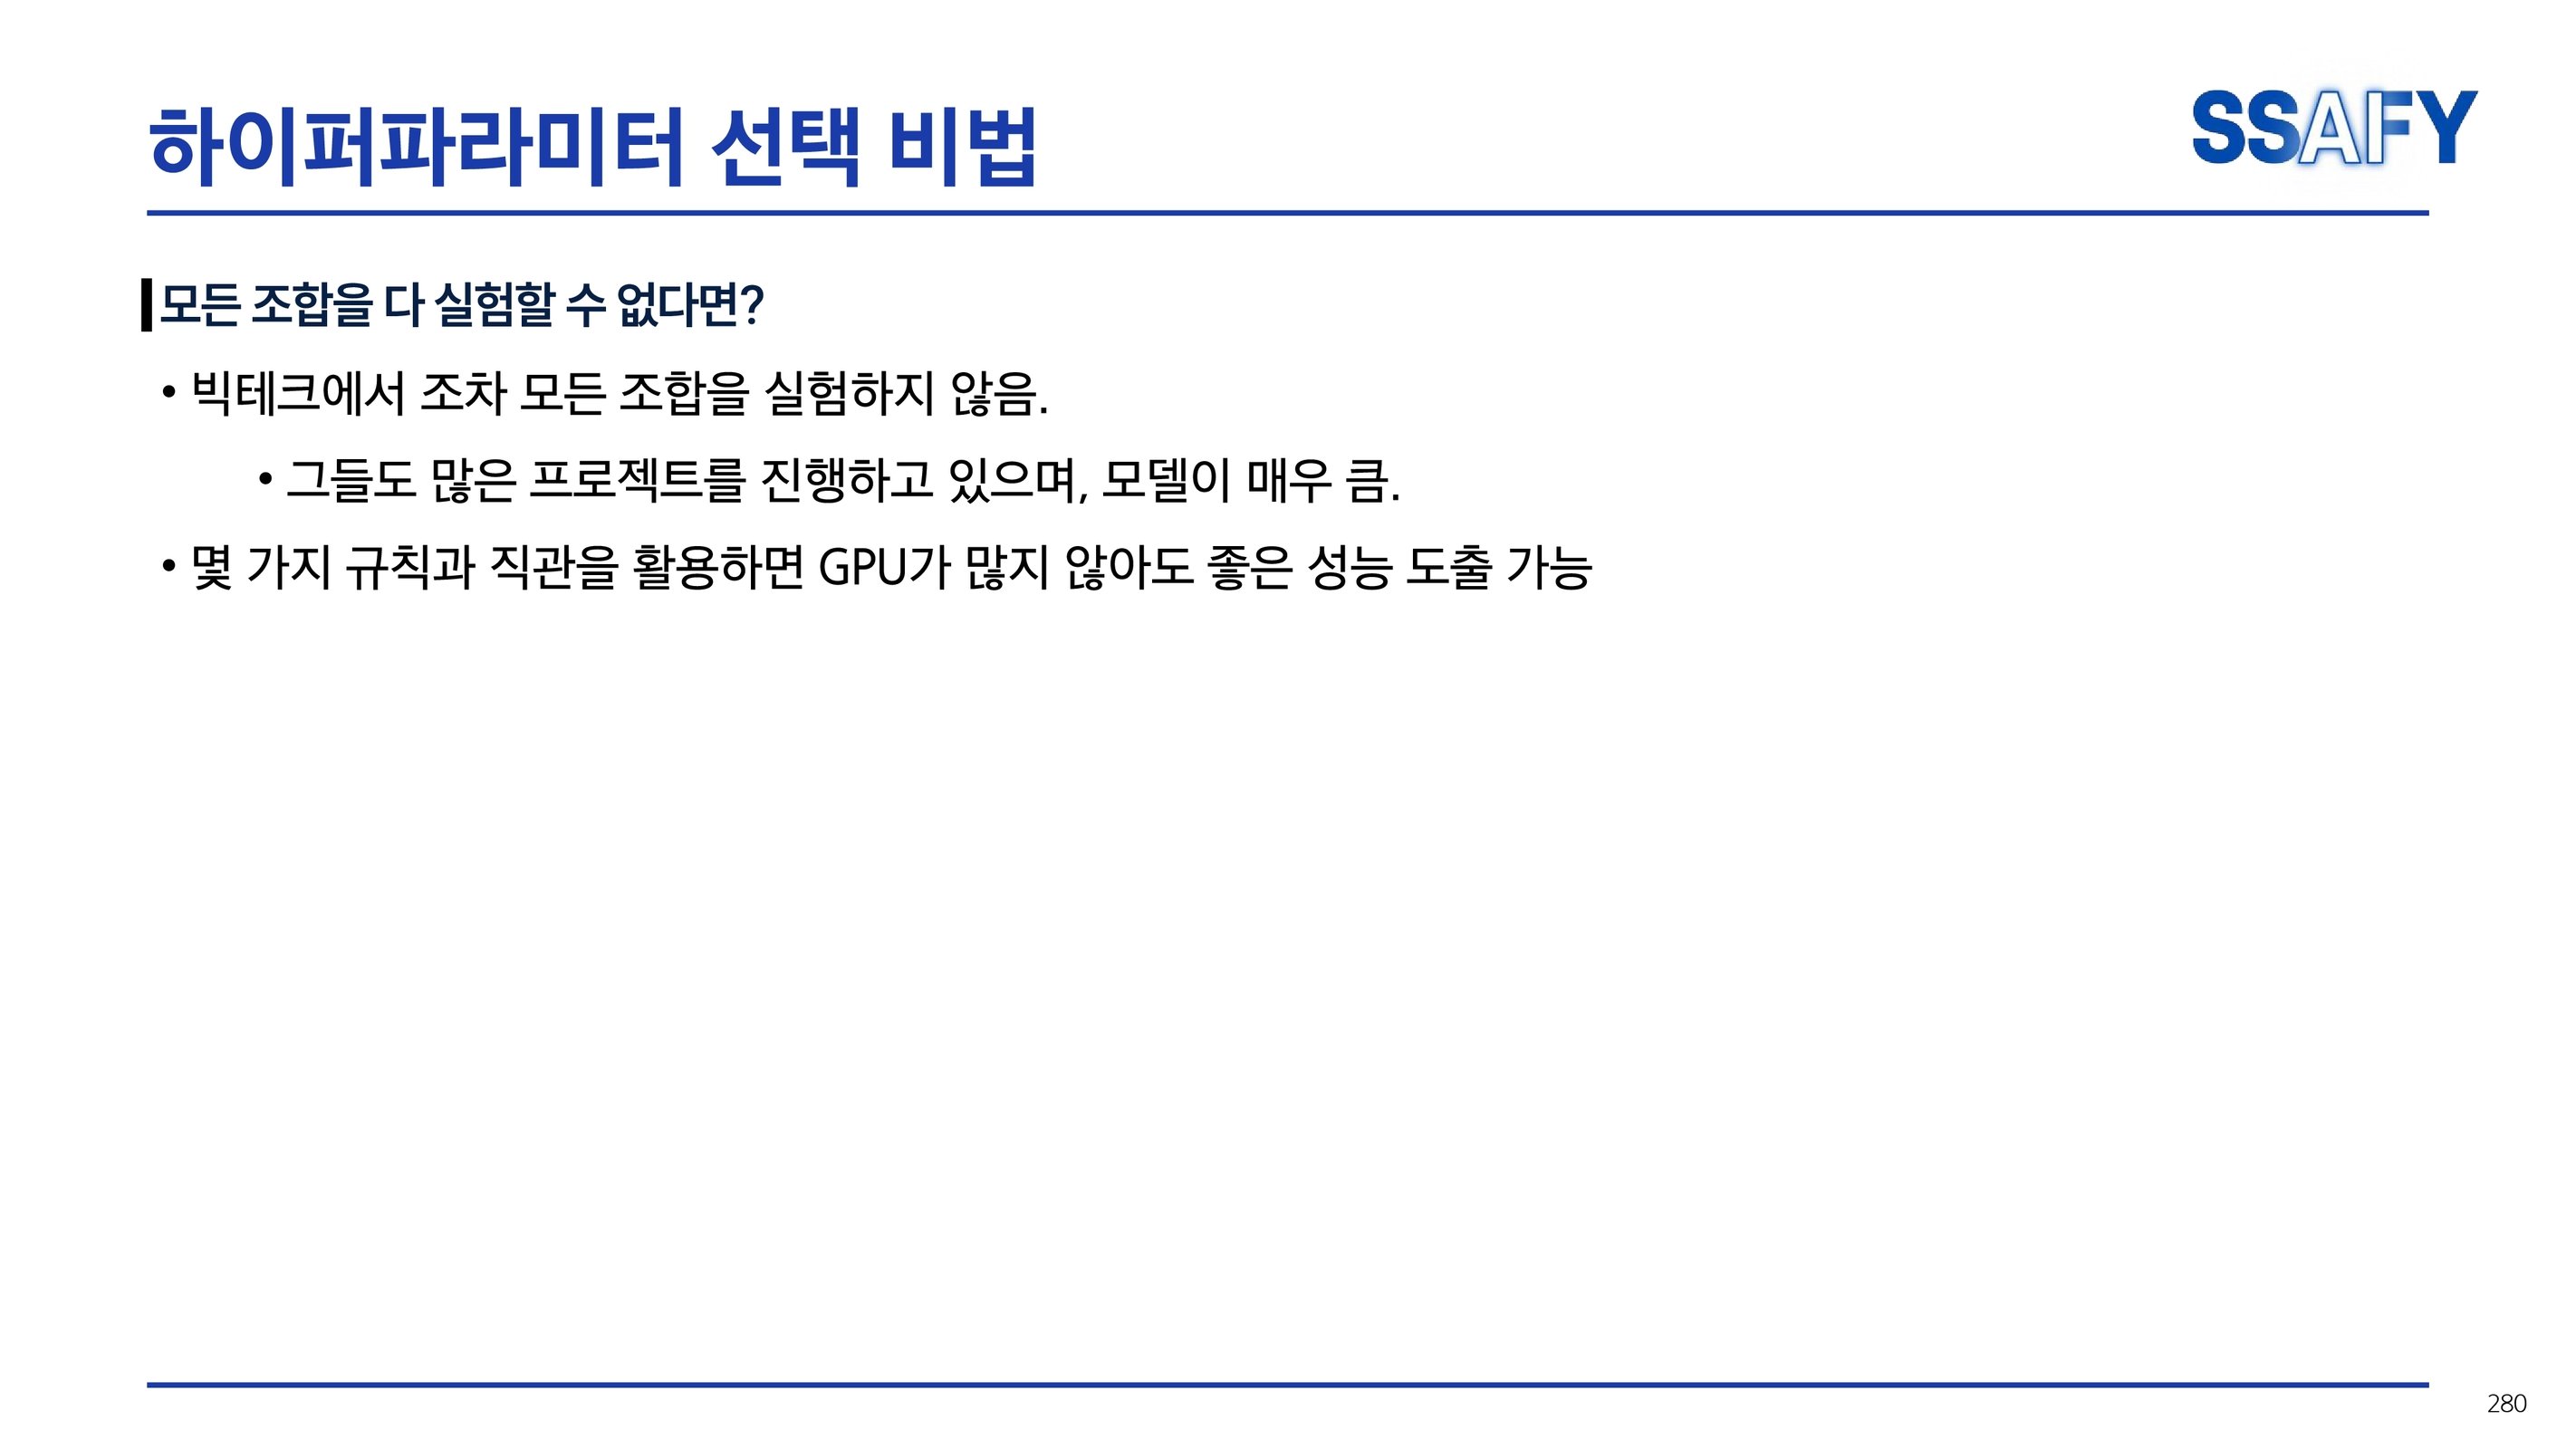 하이퍼파라미터 선택 비법
SSAFY
모든 조합을 다 실험할 수 없다면?
• 빅테크에서 조차 모든 조합을 실험하지 않음.
• 그들도 많은 프로젝트를 진행하고 있으며, 모델이 매우 큼.
• 몇 가지 규칙과 직관을 활용하면 GPU가 많지 않아도 좋은 성능 도출 가능
280